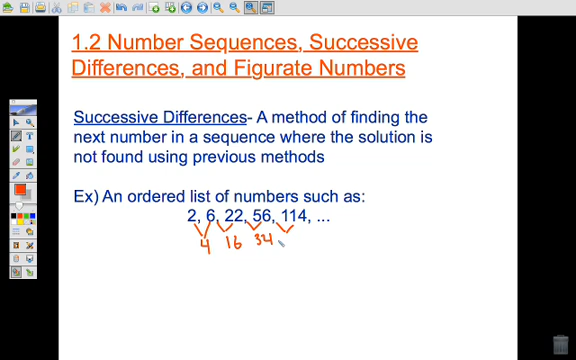 1.2 Number Sequences, Successive
Differences, and Figurate Numbers
Successive Differences- A method of finding the
next number in a sequence where the solution is
not found using previous methods
Ex) An ordered list of numbers such as:
2, 6, 22, 56, 114, ...
4 16 34